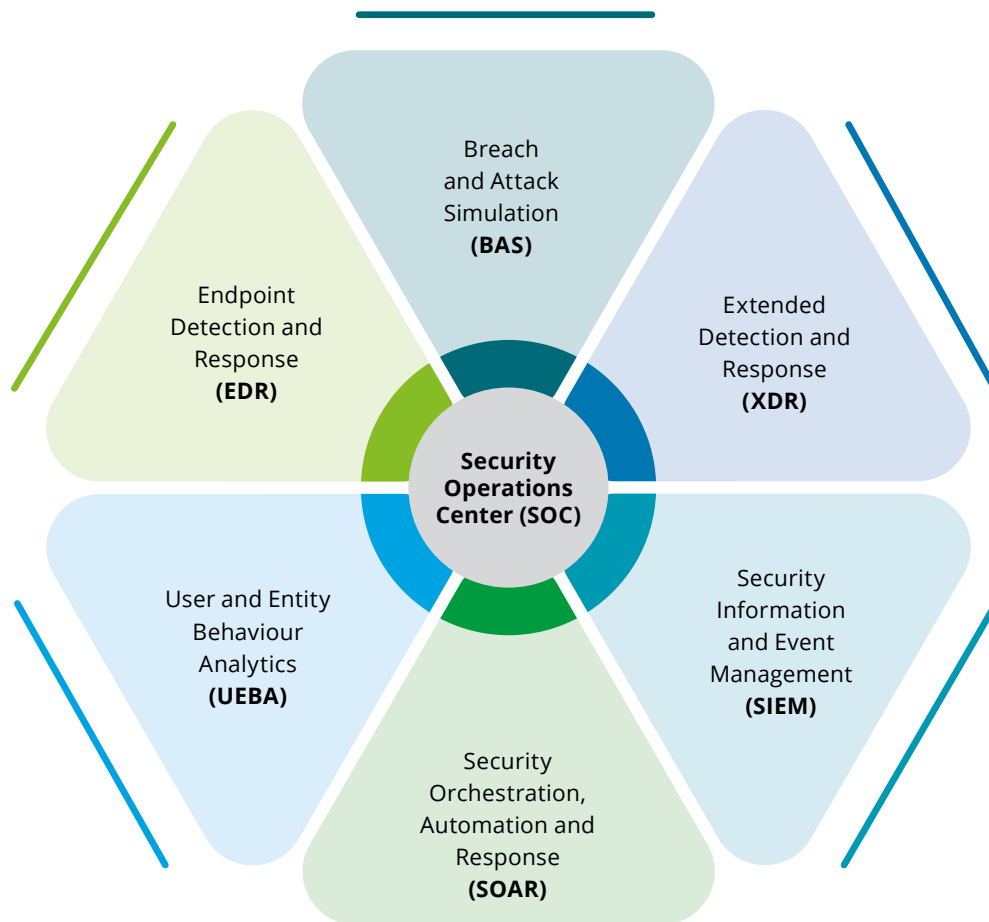 Breach
and Attack
Simulation
(BAS)
Endpoint
Detection and
Response
(EDR)
Extended
Detection and
Response
(XDR)
Security
Operations
Center (SOC)
User and Entity
Behaviour
Analytics
(UEBA)
Security
Information
and Event
Management
(SIEM)
Security
Orchestration,
Automation and
Response
(SOAR)